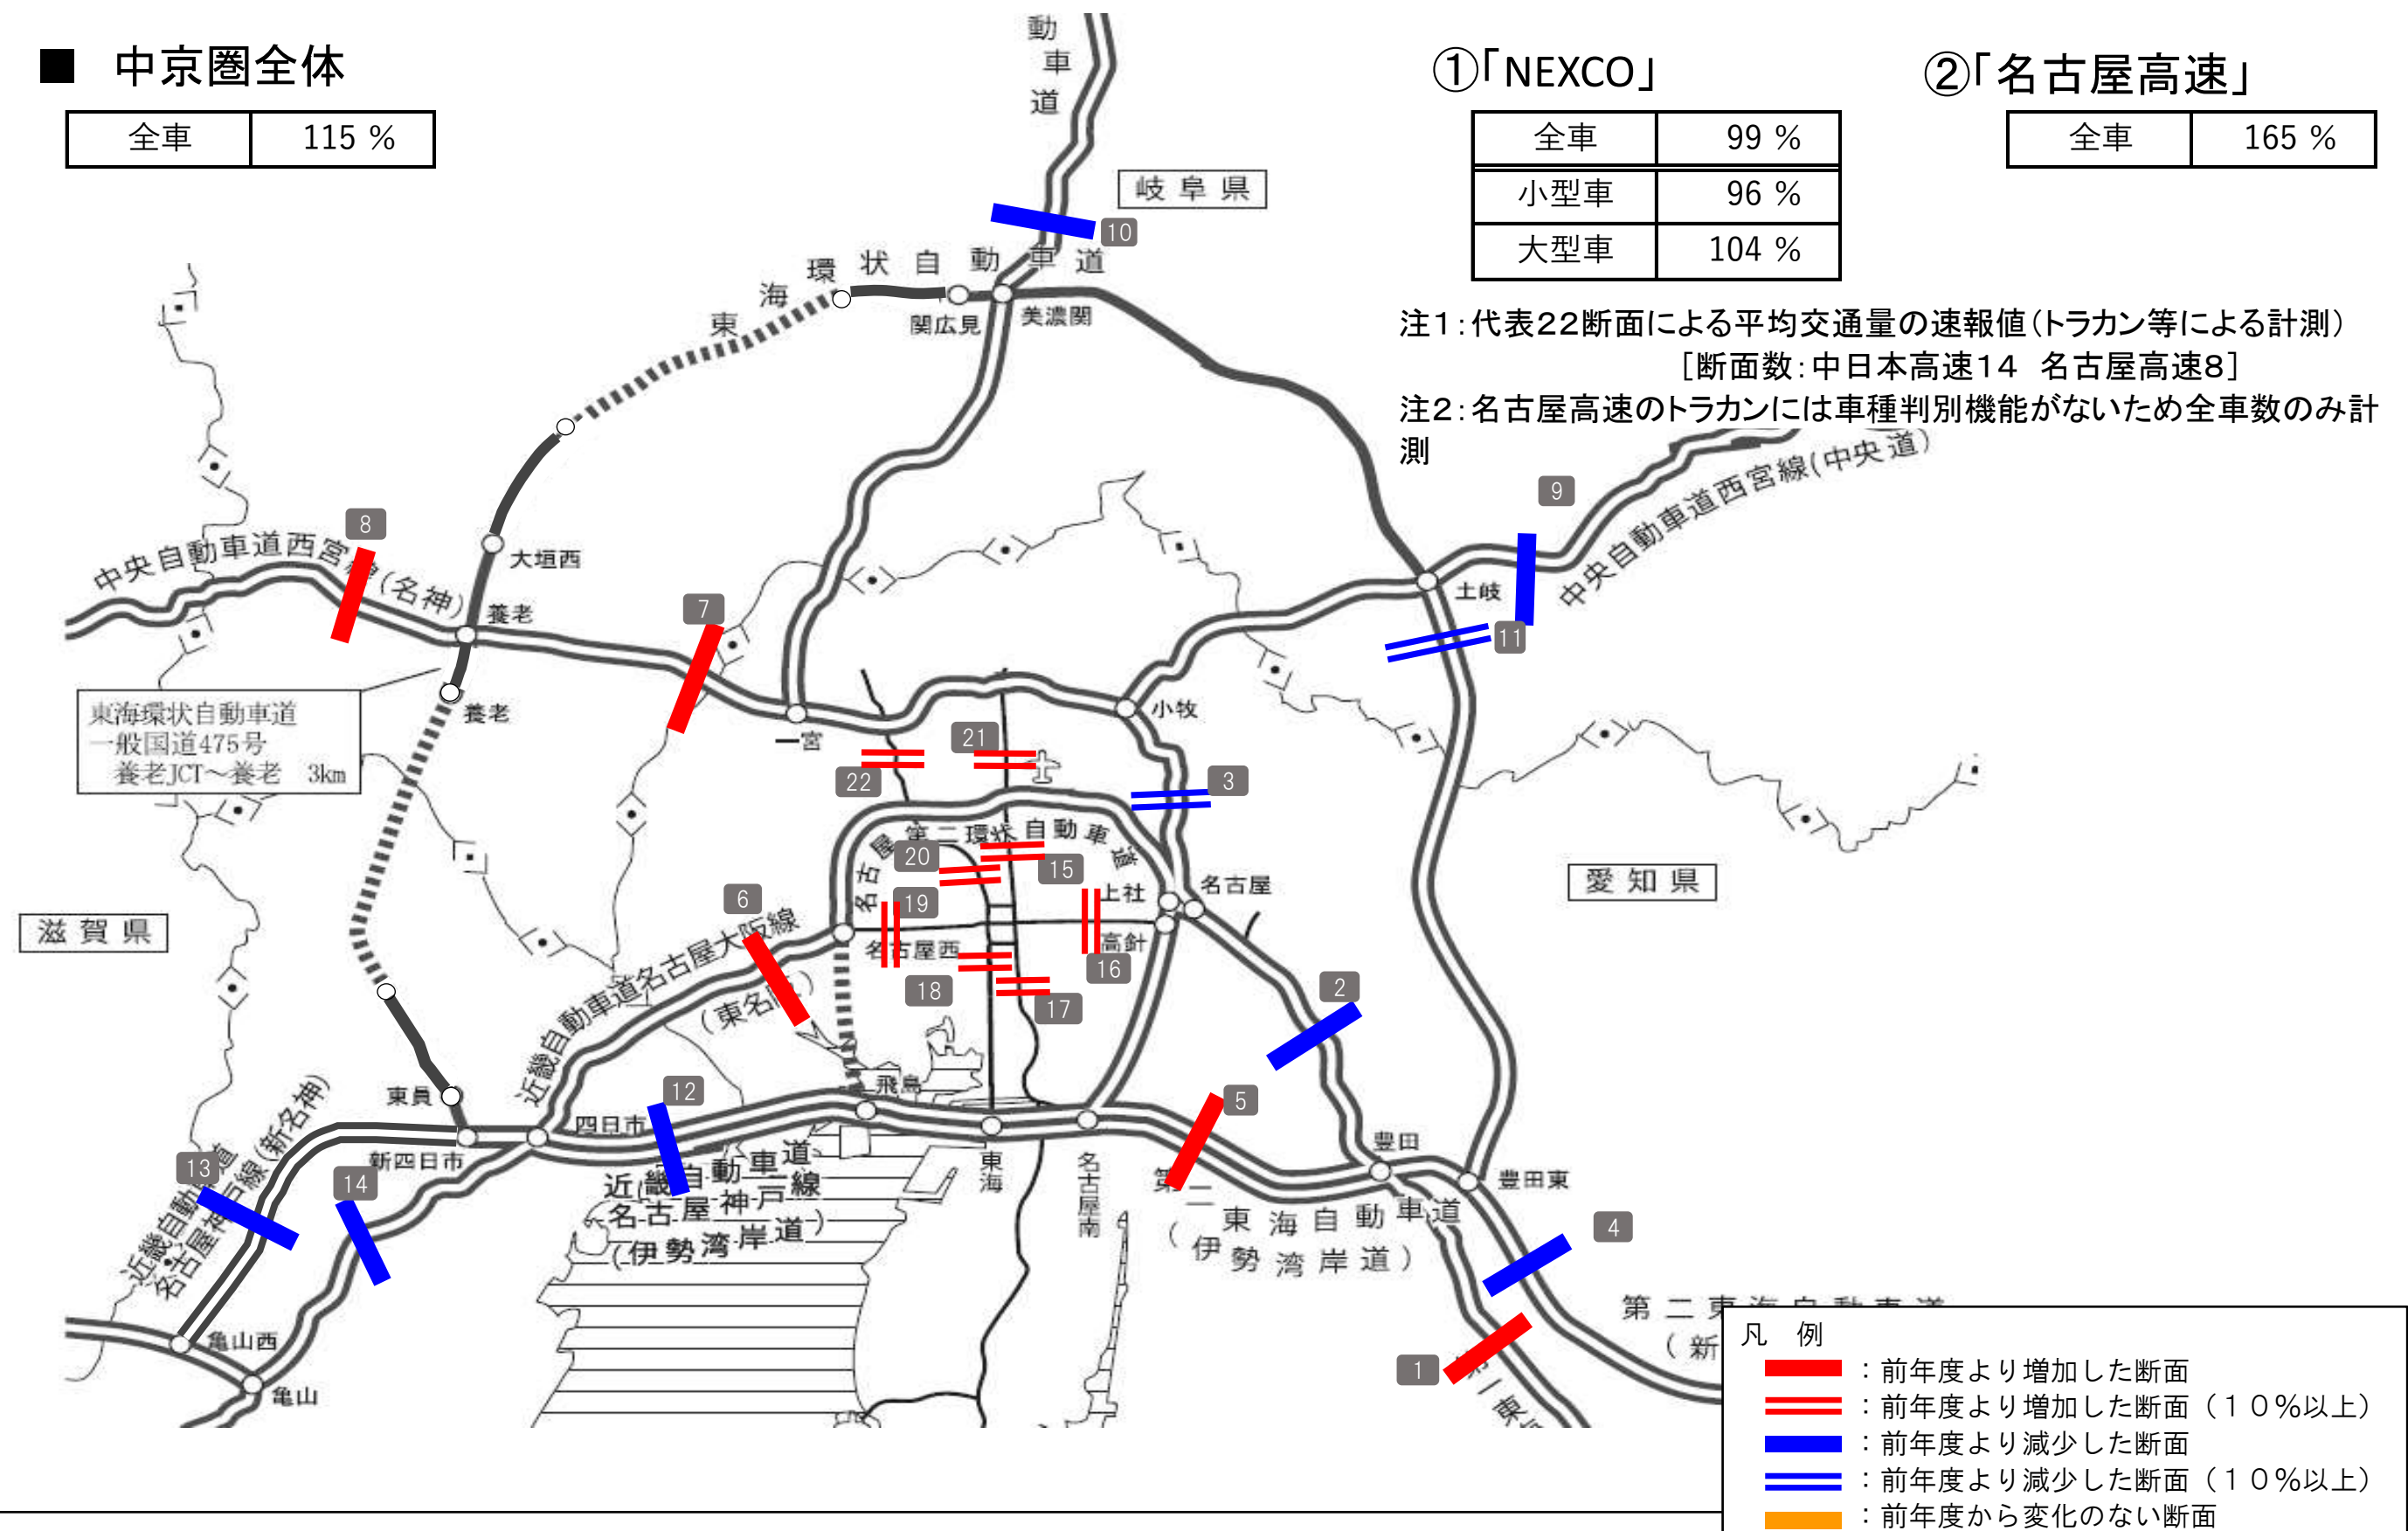 ■ 中京圏全体
全車 115 %
①「NEXCO」
全車 99 %
小型車 96 %
大型車 104 %
②「名古屋高速」
全車 165 %
注1：代表22断面による平均交通量の速報値（トラカン等による計測）
［断面数：中日本高速14 名古屋高速8］
注2：名古屋高速のトラカンには車種判別機能がないため全車数のみ計
測
動車道
岐阜県
10
東海環状自動車道
関広見
美濃関
9
中央自動車道西宮線(中央道)
8
中央自動車道西宮線(名神)
大垣西
養老
7
土岐
11
東海環状自動車道
一般国道475号
養老JCT～養老 3km
養老
一宮
小牧
21
22
3
名古屋第二環状自動車道
20
15
愛知県
滋賀県
6
19
上社
名古屋
名古屋西
高針
16
18
17
2
近畿自動車道名古屋大阪線
(東名阪)
飛島
12
5
東員
四日市
新四日市
13
14
近畿自動車道
名古屋神戸線(新名神)
近畿自動車道
名古屋神戸線
(伊勢湾岸道)
東海
名古屋南
豊田
豊田東
第二東海自動車道
(伊勢湾岸道)
4
第二東海自動車道
(新
1
亀山西
亀山
凡 例
：前年度より増加した断面
：前年度より増加した断面（10％以上）
：前年度より減少した断面
：前年度より減少した断面（10％以上）
：前年度から変化のない断面